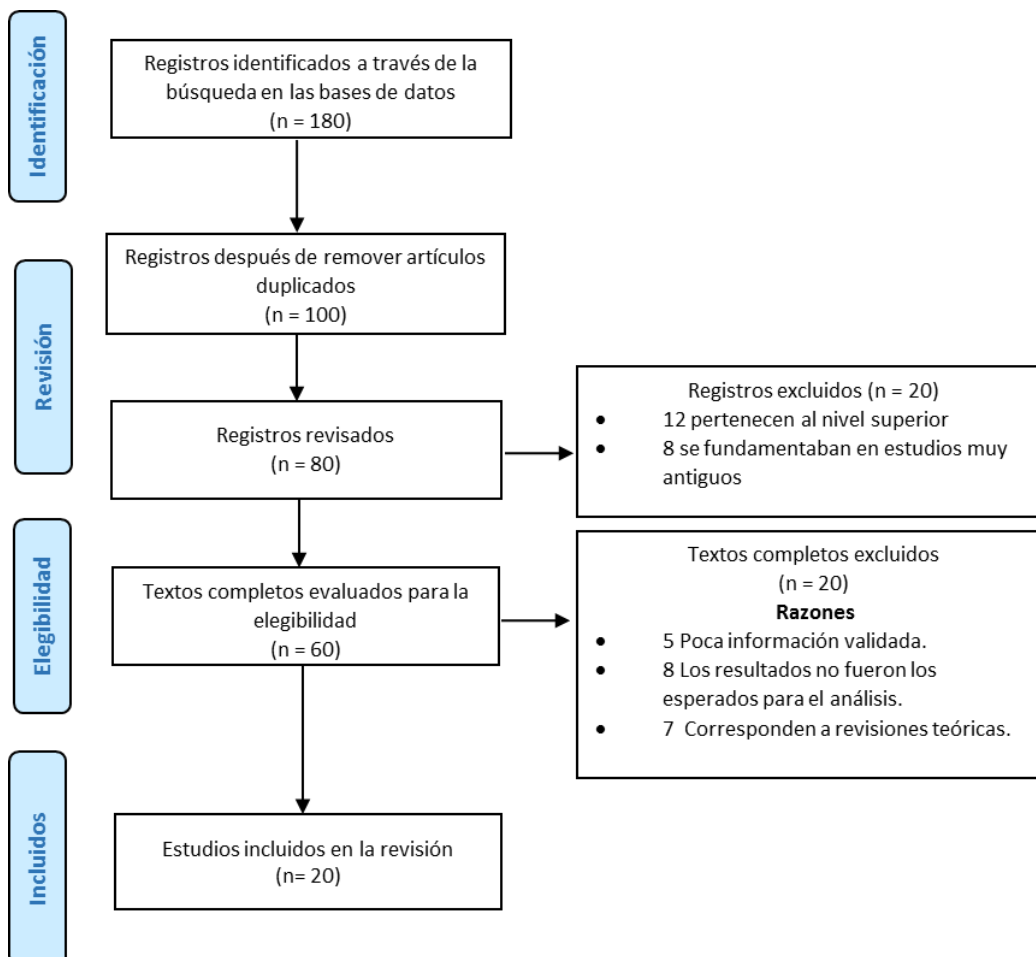 Identificación
Registros identificados a través de la
búsqueda en las bases de datos
(n = 180)
Revisión
Registros después de remover artículos
duplicados
(n = 100)
Registros revisados
(n = 80)
Registros excluidos (n = 20)
• 12 pertenecen al nivel superior
• 8 se fundamentaban en estudios muy
antiguos
Elegibilidad
Textos completos evaluados para la
elegibilidad
(n = 60)
Textos completos excluidos
(n = 20)
Razones
• 5 Poca información validada.
• 8 Los resultados no fueron los
esperados para el análisis.
• 7 Corresponden a revisiones teóricas.
Incluidos
Estudios incluidos en la revisión
(n= 20)